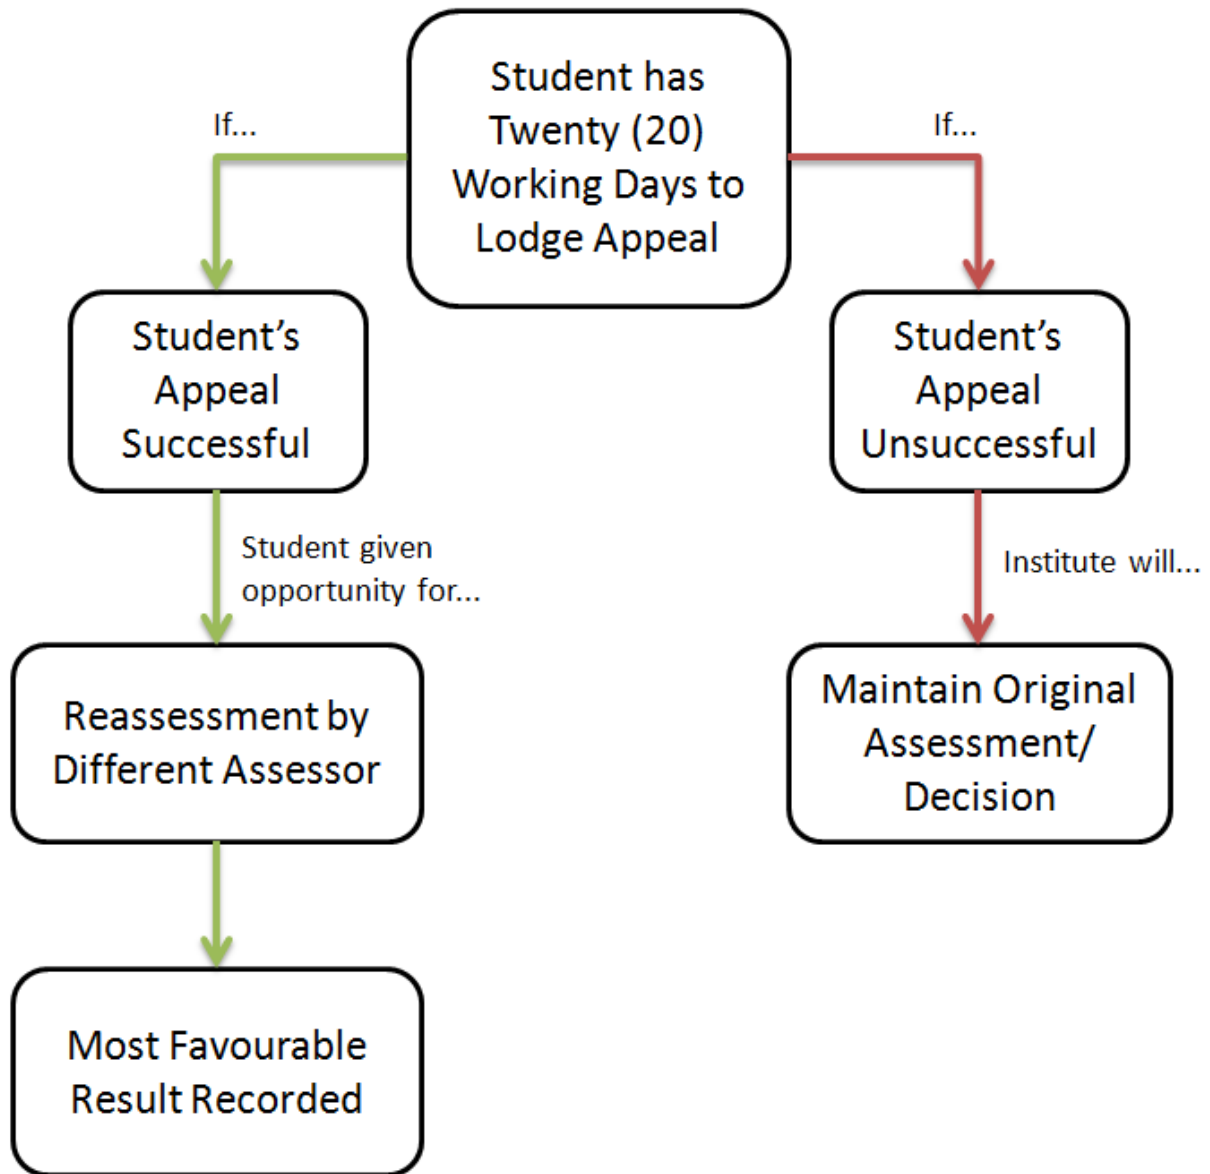 Student has
Twenty (20)
Working Days to
Lodge Appeal
If...
If...
Student's
Appeal
Successful
Student's
Appeal
Unsuccessful
Student given
opportunity for...
Institute will...
Reassessment by
Different Assessor
Maintain Original
Assessment/
Decision
Most Favourable
Result Recorded